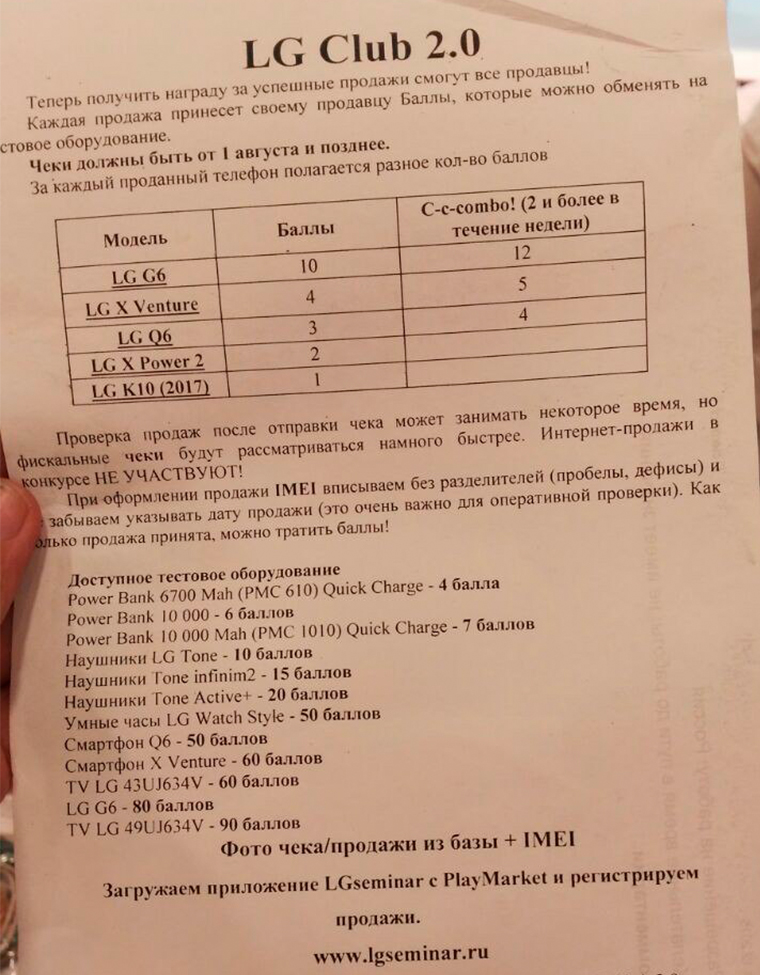 LG Club 2.0
Теперь получить награду за успешные продажи смогут все продавцы!
Каждая продажа принесет своему продавцу Баллы, которые можно обменять на
стовое оборудование.
Чеки должны быть от 1 августа и позднее.
За каждый проданный телефон полагается разное кол-во баллов
Модель Баллы C-c-combo! (2 и более в течение недели)
LG G6 10 12
LG X Venture 4 5
LG Q6 3 4
LG X Power 2 2
LG K10 (2017) 1
Проверка продаж после отправки чека может занимать некоторое время, но
фискальные чеки будут рассматриваться намного быстрее. Интернет-продажи в
конкурсе НЕ УЧАСТВУЮТ!
При оформлении продажи IMEI вписываем без разделителей (пробелы, дефисы) и
забываем указывать дату продажи (это очень важно для оперативной проверки). Как
олько продажа принята, можно тратить баллы!
Доступное тестовое оборудование
Power Bank 6700 Mah (PMC 610) Quick Charge - 4 балла
Power Bank 10 000 - 6 баллов
Power Bank 10 000 Mah (PMC 1010) Quick Charge - 7 баллов
Наушники LG Tone - 10 баллов
Наушники Tone infinim2 - 15 баллов
Наушники Tone Active+ - 20 баллов
Умные часы LG Watch Style - 50 баллов
Смартфон Q6 - 50 баллов
Смартфон X Venture - 60 баллов
TV LG 43UJ634V - 60 баллов
LG G6 - 80 баллов
TV LG 49UJ634V - 90 баллов
Фото чека/продажи из базы + IMEI
Загружаем приложение LGseminar с PlayMarket и регистрируем
продажи.
www.lgseminar.ru